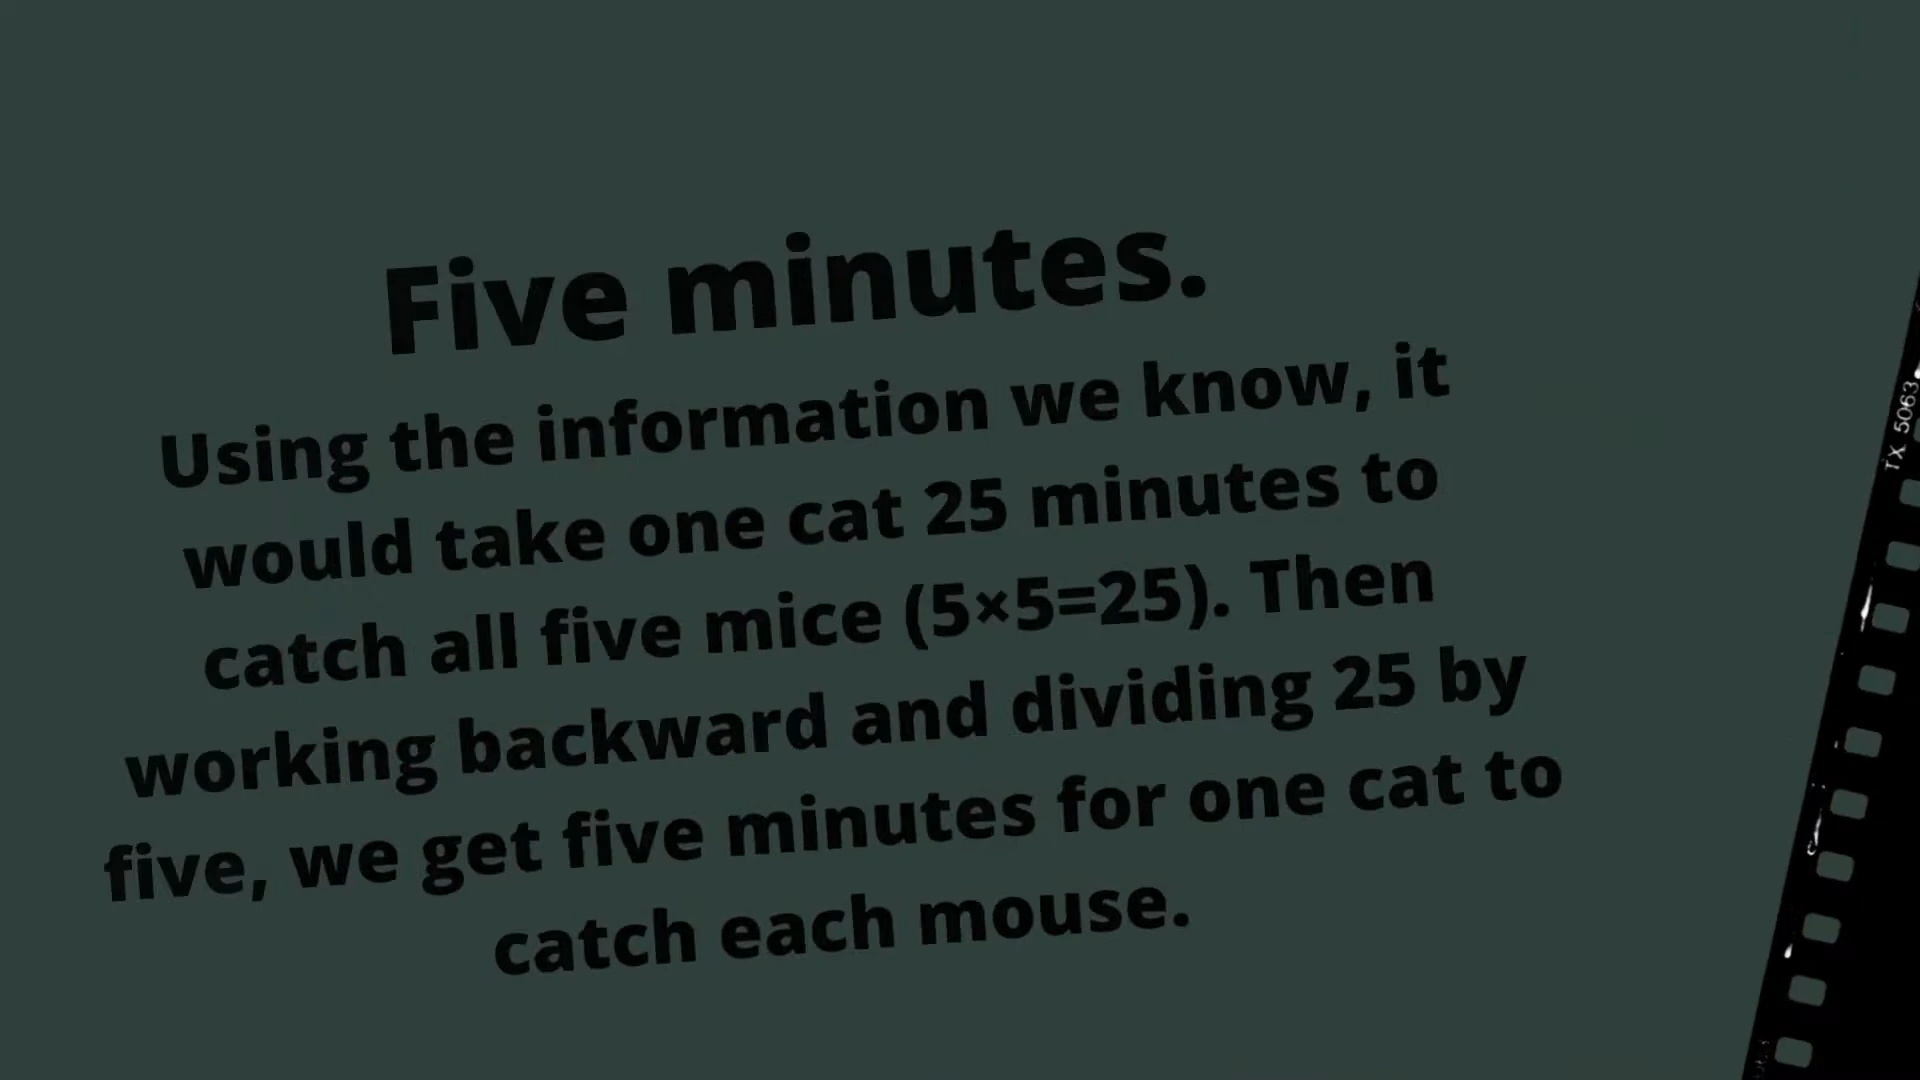 Five minutes.
Using the information we know, it
would take one cat 25 minutes to
catch all five mice (5×5=25). Then
working backward and dividing 25 by
five, we get five minutes for one cat to
catch each mouse.
TX 5063